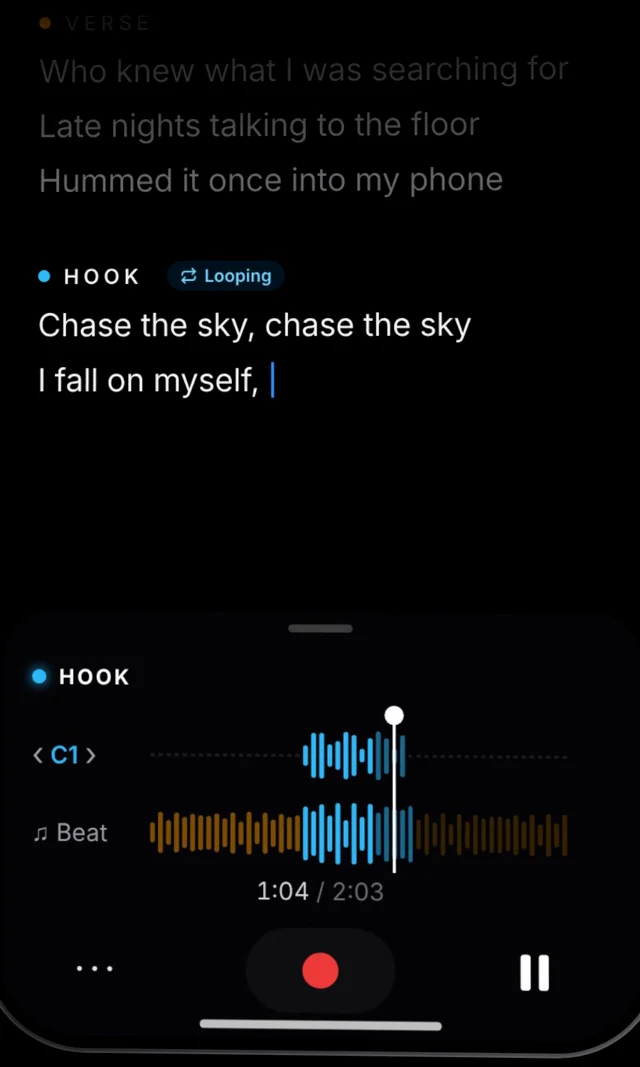 VERSE
Who knew what I was searching for
Late nights talking to the floor
Hummed it once into my phone
HOOK
Looping
Chase the sky, chase the sky
I fall on myself,
HOOK
‹ C1 ›
♫ Beat
1:04 / 2:03